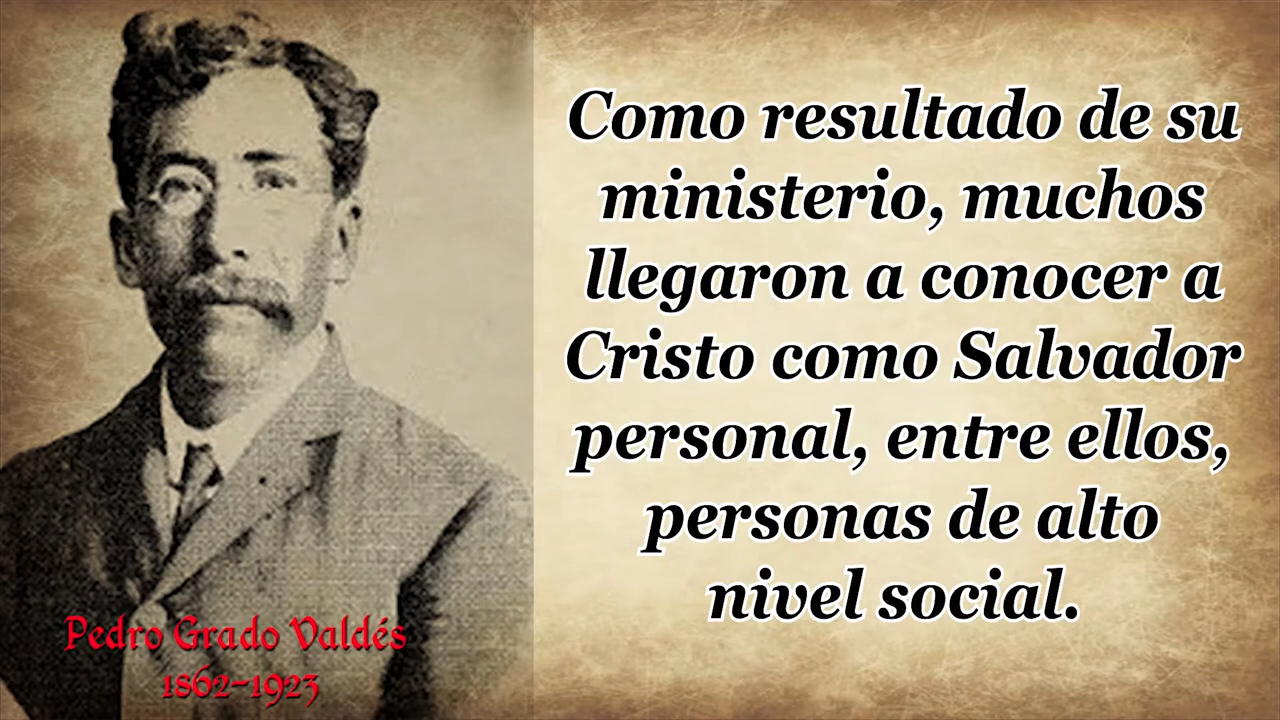 Como resultado de su
ministerio, muchos
llegaron a conocer a
Cristo como Salvador
personal, entre ellos,
personas de alto
nivel social.
Pedro Grado Valdés
1862-1923